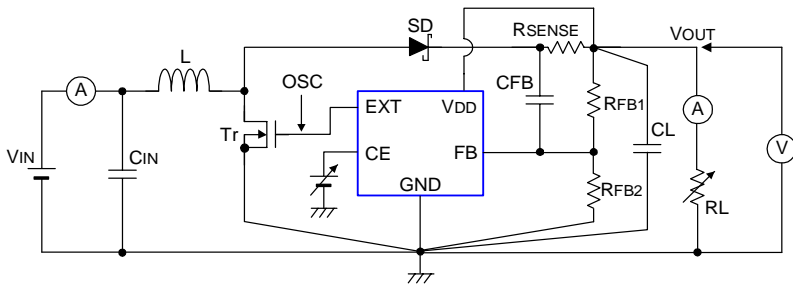 SD
RSENSE
VOUT
L
OSC
CFB
A
EXT
VDD
RFB1
A
Tr
CL
V
VIN
CIN
CE
FB
GND
RFB2
RL